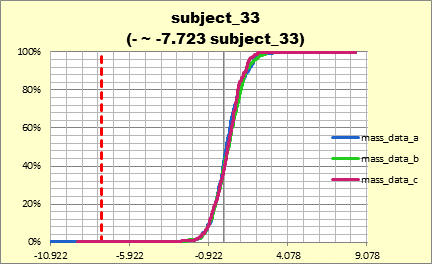 subject_33
(- ~ -7.723 subject_33)
100%
80%
60%
40%
20%
0%
mass_data_a
mass_data_b
mass_data_c
-10.922 -5.922 -0.922 4.078 9.078